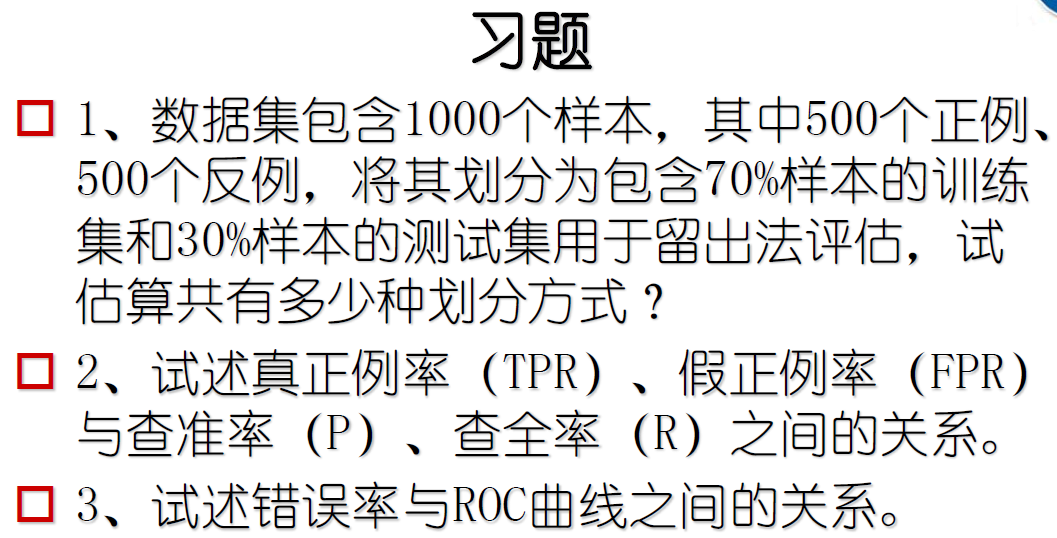 习题
1、数据集包含1000个样本，其中500个正例、
500个反例，将其划分为包含70%样本的训练
集和30%样本的测试集用于留出法评估，试
估算共有多少种划分方式？
2、试述真正例率（TPR）、假正例率（FPR）
与查准率（P）、查全率（R）之间的关系。
3、试述错误率与ROC曲线之间的关系。